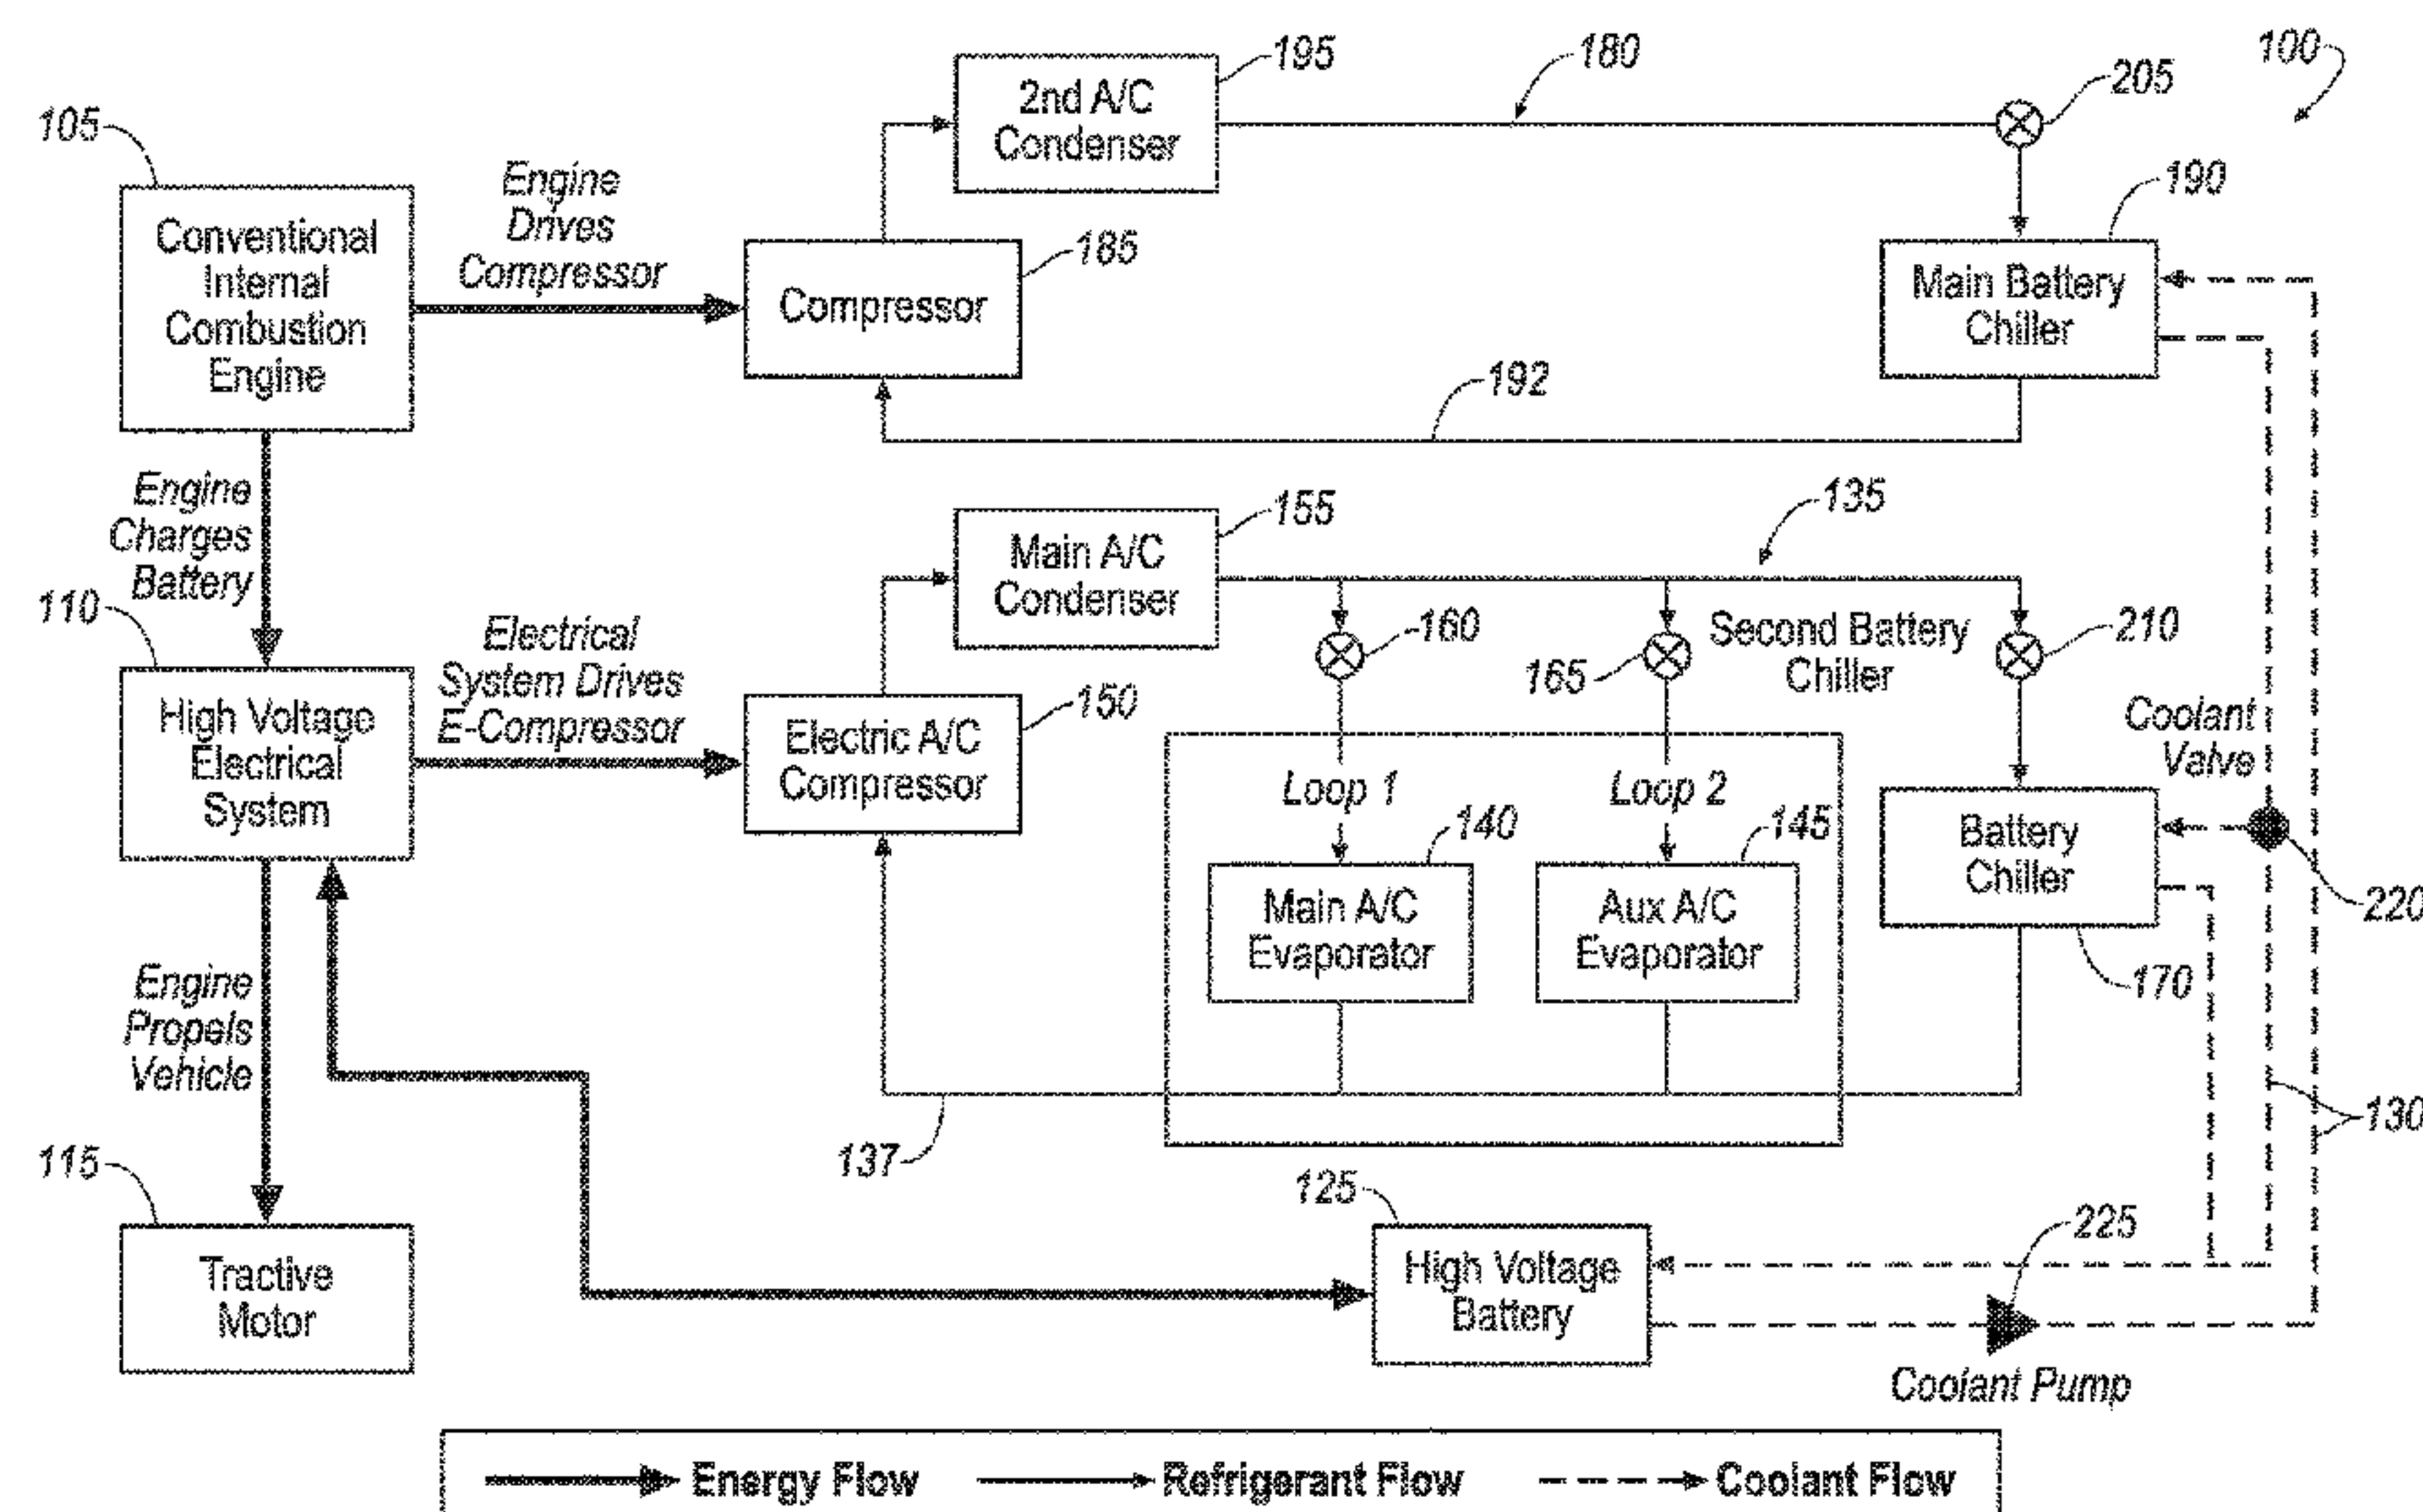 100
195
180
205
105
2nd A/C
Condenser
190
Engine
Drives
Compressor
185
Conventional
Internal
Combustion
Engine
Compressor
Main Battery
Chiller
192
Engine
Charges
Battery
155
135
Main A/C
Condenser
110
Electrical
System Drives
E-Compressor
160
165
Second Battery
Chiller
210
150
High Voltage
Electrical
System
Electric A/C
Compressor
Coolant
Valve
Loop 1
Loop 2
140
145
Battery
Chiller
220
Main A/C
Evaporator
Aux A/C
Evaporator
170
Engine
Propels
Vehicle
130
137
115
125
225
Tractive
Motor
High Voltage
Battery
Coolant Pump
Energy Flow
Refrigerant Flow
Coolant Flow